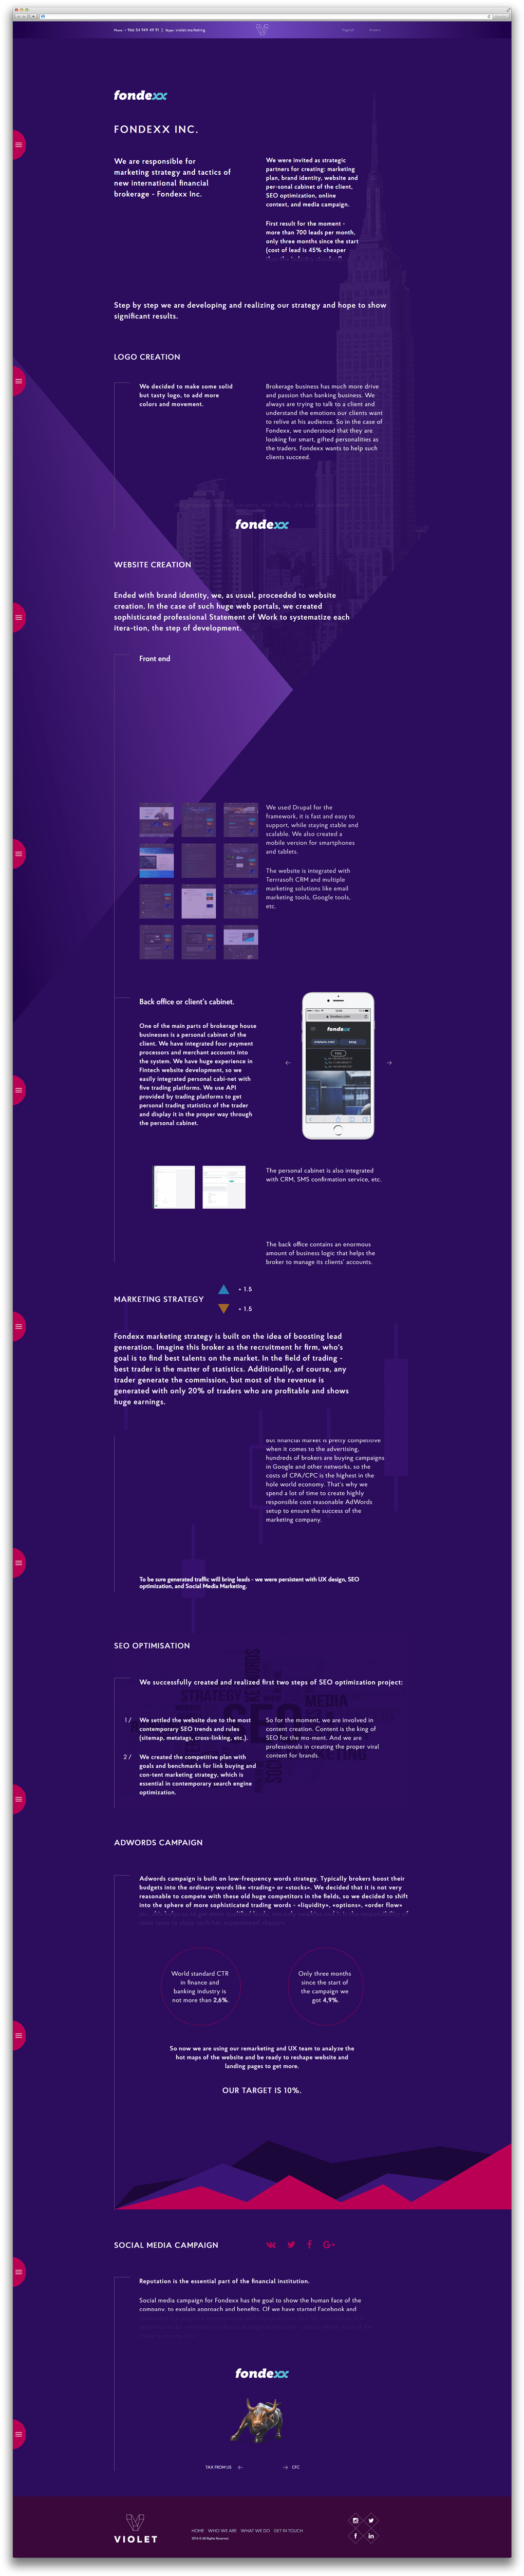 Phone: + 966 54 949 49 91 | Skype: violet.marketing
English
fondexx
FONDEXX INC.
We are responsible for
marketing strategy and tactics of
new international financial
brokerage - Fondexx Inc.
We were invited as strategic
partners for creating: marketing
plan, brand identity, website and
per-sonal cabinet of the client,
SEO optimization, online
context, and media campaign.
First result for the moment -
more than 700 leads per month,
only three months since the start
(cost of lead is 45% cheaper
Step by step we are developing and realizing our strategy and hope to show
significant results.
LOGO CREATION
We decided to make some solid
but tasty logo, to add more
colors and movement.
Brokerage business has much more drive
and passion than banking business. We
always are trying to talk to a client and
understand the emotions our clients want
to relive at his audience. So in the case of
Fondexx, we understood that they are
looking for smart, gifted personalities as
the traders. Fondexx wants to help such
clients succeed.
fondexx
WEBSITE CREATION
Ended with brand identity, we, as usual, proceeded to website
creation. In the case of such huge web portals, we created
sophisticated professional Statement of Work to systematize each
itera-tion, the step of development.
Front end
We used Drupal for the
framework, it is fast and easy to
support, while staying stable and
scalable. We also created a
mobile version for smartphones
and tablets.
The website is integrated with
Terrrasoft CRM and multiple
marketing solutions like email
marketing tools, Google tools,
etc.
Back office or client's cabinet.
One of the main parts of brokerage house
businesses is a personal cabinet of the
client. We have integrated four payment
processors and merchant accounts into
the system. We have huge experience in
Fintech website development, so we
easily integrated personal cabi-net with
five trading platforms. We use API
provided by trading platforms to get
personal trading statistics of the trader
and display it in the proper way through
the personal cabinet.
fondexx
The personal cabinet is also integrated
with CRM, SMS confirmation service, etc.
The back office contains an enormous
amount of business logic that helps the
broker to manage its clients' accounts.
MARKETING STRATEGY
+ 1.5
+ 1.5
Fondexx marketing strategy is built on the idea of boosting lead
generation. Imagine this broker as the recruitment hr firm, who's
goal is to find best talents on the market. In the field of trading -
best trader is the matter of statistics. Additionally, of course, any
trader generate the commission, but most of the revenue is
generated with only 20% of traders who are profitable and shows
huge earnings.
But financial market is pretty competitive
when it comes to the advertising,
hundreds of brokers are buying campaigns
in Google and other networks, so the
costs of CPA/CPC is the highest in the
hole world economy. That's why we
spend a lot of time to create highly
responsible cost reasonable AdWords
setup to ensure the success of the
marketing company.
To be sure generated traffic will bring leads - we were persistent with UX design, SEO
optimization, and Social Media Marketing.
SEO OPTIMISATION
We successfully created and realized first two steps of SEO optimization project:
1 / We settled the website due to the most
contemporary SEO trends and rules
(sitemap, metatags, cross-linking, etc.).
2 / We created the competitive plan with
goals and benchmarks for link buying and
con-tent marketing strategy, which is
essential in contemporary search engine
optimization.
So for the moment, we are involved in
content creation. Content is the king of
SEO for the mo-ment. And we are
professionals in creating the proper viral
content for brands.
STRATEGY
KEYWORDS
MEDIA
SEO
ADWORDS CAMPAIGN
Adwords campaign is built on low-frequency words strategy. Typically brokers boost their
budgets into the ordinary words like «trading» or «stocks». We decided that it is not very
reasonable to compete with these old huge competitors in the fields, so we decided to shift
into the sphere of more sophisticated trading words - «liquidity», «options», «order flow»
World standard CTR
in finance and
banking industry is
not more than 2,6%.
Only three months
since the start of
the campaign we
got 4,9%.
So now we are using our remarketing and UX team to analyze the
hot maps of the website and be ready to reshape website and
landing pages to get more.
OUR TARGET IS 10%.
SOCIAL MEDIA CAMPAIGN
Reputation is the essential part of the financial institution.
Social media campaign for Fondexx has the goal to show the human face of the
company, to explain approach and benefits. Of we have started Facebook and
fondexx
TAX FROM US
CFC
VIOLET
HOME WHO WE ARE WHAT WE DO GET IN TOUCH
2016 © All Rights Reserved